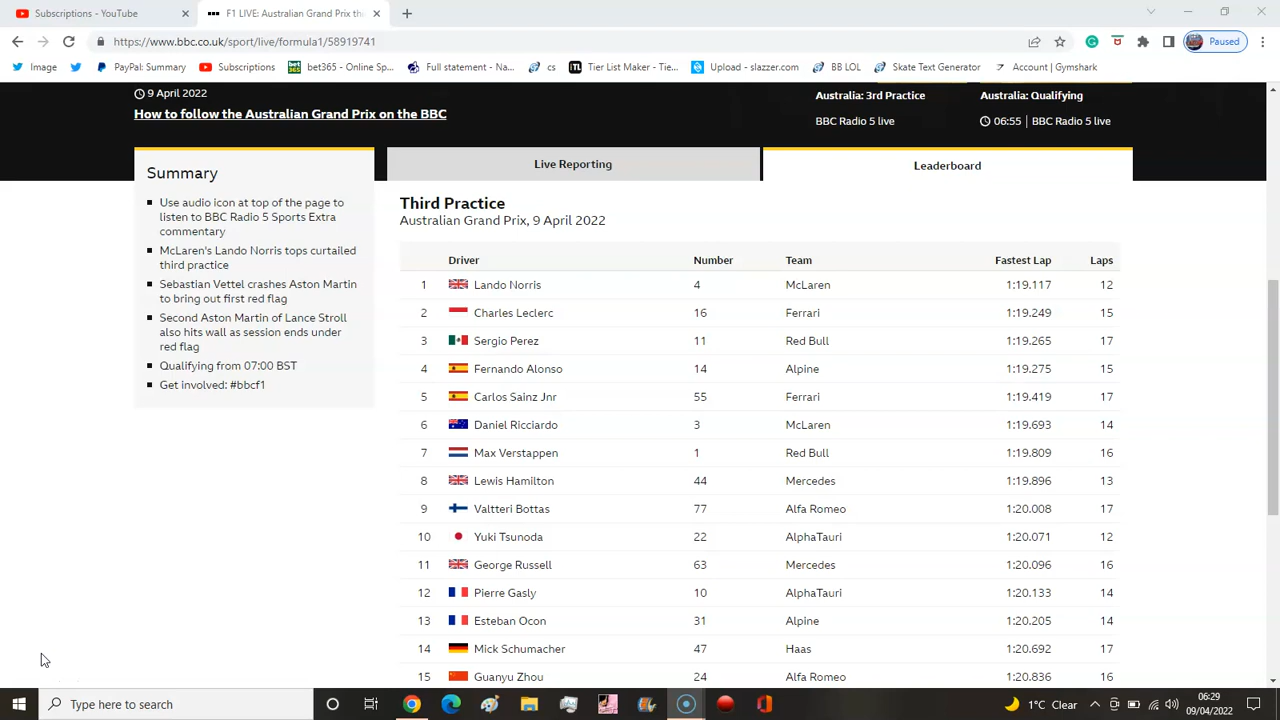 Subscriptions - YouTube
F1 LIVE: Australian Grand Prix th
https://www.bbc.co.uk/sport/live/formula1/58919741
Paused
Image
PayPal: Summary
Subscriptions
bet365 - Online Sp...
Full statement - Na...
cs
Tier List Maker - Tie...
Upload - slazzer.com
BB LOL
Skate Text Generator
Account | Gymshark
9 April 2022
How to follow the Australian Grand Prix on the BBC
Australia: 3rd Practice
BBC Radio 5 live
Australia: Qualifying
06:55 | BBC Radio 5 live
Summary
Use audio icon at top of the page to
listen to BBC Radio 5 Sports Extra
commentary
McLaren's Lando Norris tops curtailed
third practice
Sebastian Vettel crashes Aston Martin
to bring out first red flag
Second Aston Martin of Lance Stroll
also hits wall as session ends under
red flag
Qualifying from 07:00 BST
Get involved: #bbcf1
Live Reporting
Leaderboard
Third Practice
Australian Grand Prix, 9 April 2022
Driver Number Team Fastest Lap Laps
1 Lando Norris 4 McLaren 1:19.117 12
2 Charles Leclerc 16 Ferrari 1:19.249 15
3 Sergio Perez 11 Red Bull 1:19.265 17
4 Fernando Alonso 14 Alpine 1:19.275 15
5 Carlos Sainz Jnr 55 Ferrari 1:19.419 17
6 Daniel Ricciardo 3 McLaren 1:19.693 14
7 Max Verstappen 1 Red Bull 1:19.809 16
8 Lewis Hamilton 44 Mercedes 1:19.896 13
9 Valtteri Bottas 77 Alfa Romeo 1:20.008 17
10 Yuki Tsunoda 22 AlphaTauri 1:20.071 12
11 George Russell 63 Mercedes 1:20.096 16
12 Pierre Gasly 10 AlphaTauri 1:20.133 14
13 Esteban Ocon 31 Alpine 1:20.205 14
14 Mick Schumacher 47 Haas 1:20.692 17
15 Guanyu Zhou 24 Alfa Romeo 1:20.836 16
Type here to search
1°C Clear
06:29
09/04/2022